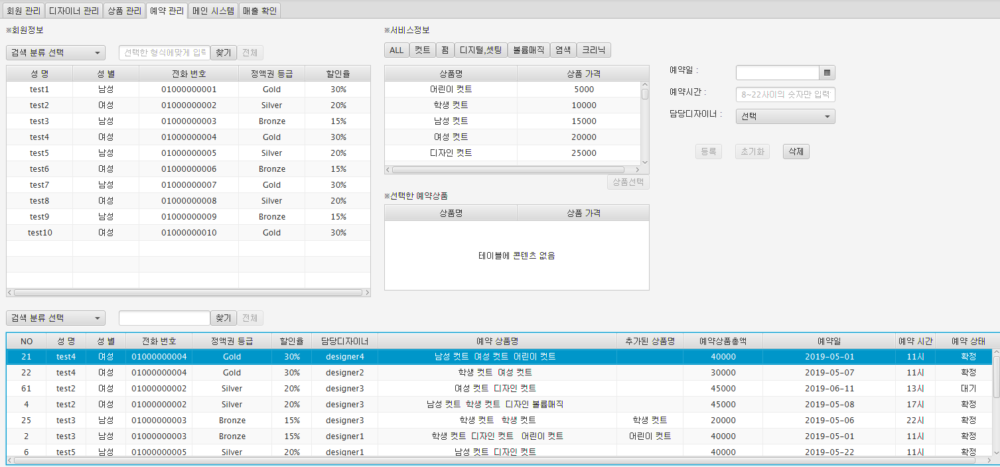 회원 관리 디자이너 관리 상품 관리 예약 관리 메인 시스템 매출 확인
※회원정보
검색 분류 선택 선택한 형식에맞게 입력 찾기 전체
성 명 성 별 전화 번호 정액권 등급 할인율
test1 남성 01000000001 Gold 30%
test2 여성 01000000002 Silver 20%
test3 남성 01000000003 Bronze 15%
test4 여성 01000000004 Gold 30%
test5 남성 01000000005 Silver 20%
test6 여성 01000000006 Bronze 15%
test7 남성 01000000007 Gold 30%
test8 여성 01000000008 Silver 20%
test9 남성 01000000009 Bronze 15%
test10 여성 01000000010 Gold 30%
※서비스정보
ALL 컷트 펌 디지털,셋팅 볼륨매직 염색 크리닉
상품명 상품 가격
어린이 컷트 5000
학생 컷트 10000
남성 컷트 15000
여성 컷트 20000
디자인 컷트 25000
상품선택
※선택한 예약상품
상품명 상품 가격
테이블에 콘텐츠 없음
예약일 :
예약시간 : 8~22사이의 숫자만 입력
담당디자이너 : 선택
등록 초기화 삭제
검색 분류 선택 찾기 전체
NO 성 명 성 별 전화 번호 정액권 등급 할인율 담당디자이너 예약 상품명 추가된 상품명 예약상품총액 예약일 예약 시간 예약 상태
21 test4 여성 01000000004 Gold 30% designer4 남성 컷트 여성 컷트 어린이 컷트 40000 2019-05-01 11시 확정
22 test4 여성 01000000004 Gold 30% designer2 학생 컷트 여성 컷트 30000 2019-05-07 11시 확정
61 test2 여성 01000000002 Silver 20% designer3 여성 컷트 디자인 컷트 45000 2019-06-11 13시 대기
4 test2 여성 01000000002 Silver 20% designer3 남성 컷트 학생 컷트 디자인 볼륨매직 45000 2019-05-08 17시 확정
25 test3 남성 01000000003 Bronze 15% designer3 학생 컷트 학생 컷트 학생 컷트 20000 2019-05-06 22시 확정
2 test3 남성 01000000003 Bronze 15% designer1 학생 컷트 디자인 컷트 어린이 컷트 어린이 컷트 40000 2019-05-01 11시 확정
6 test5 남성 01000000005 Silver 20% designer1 남성 컷트 디자인 컷트 40000 2019-05-22 11시 확정